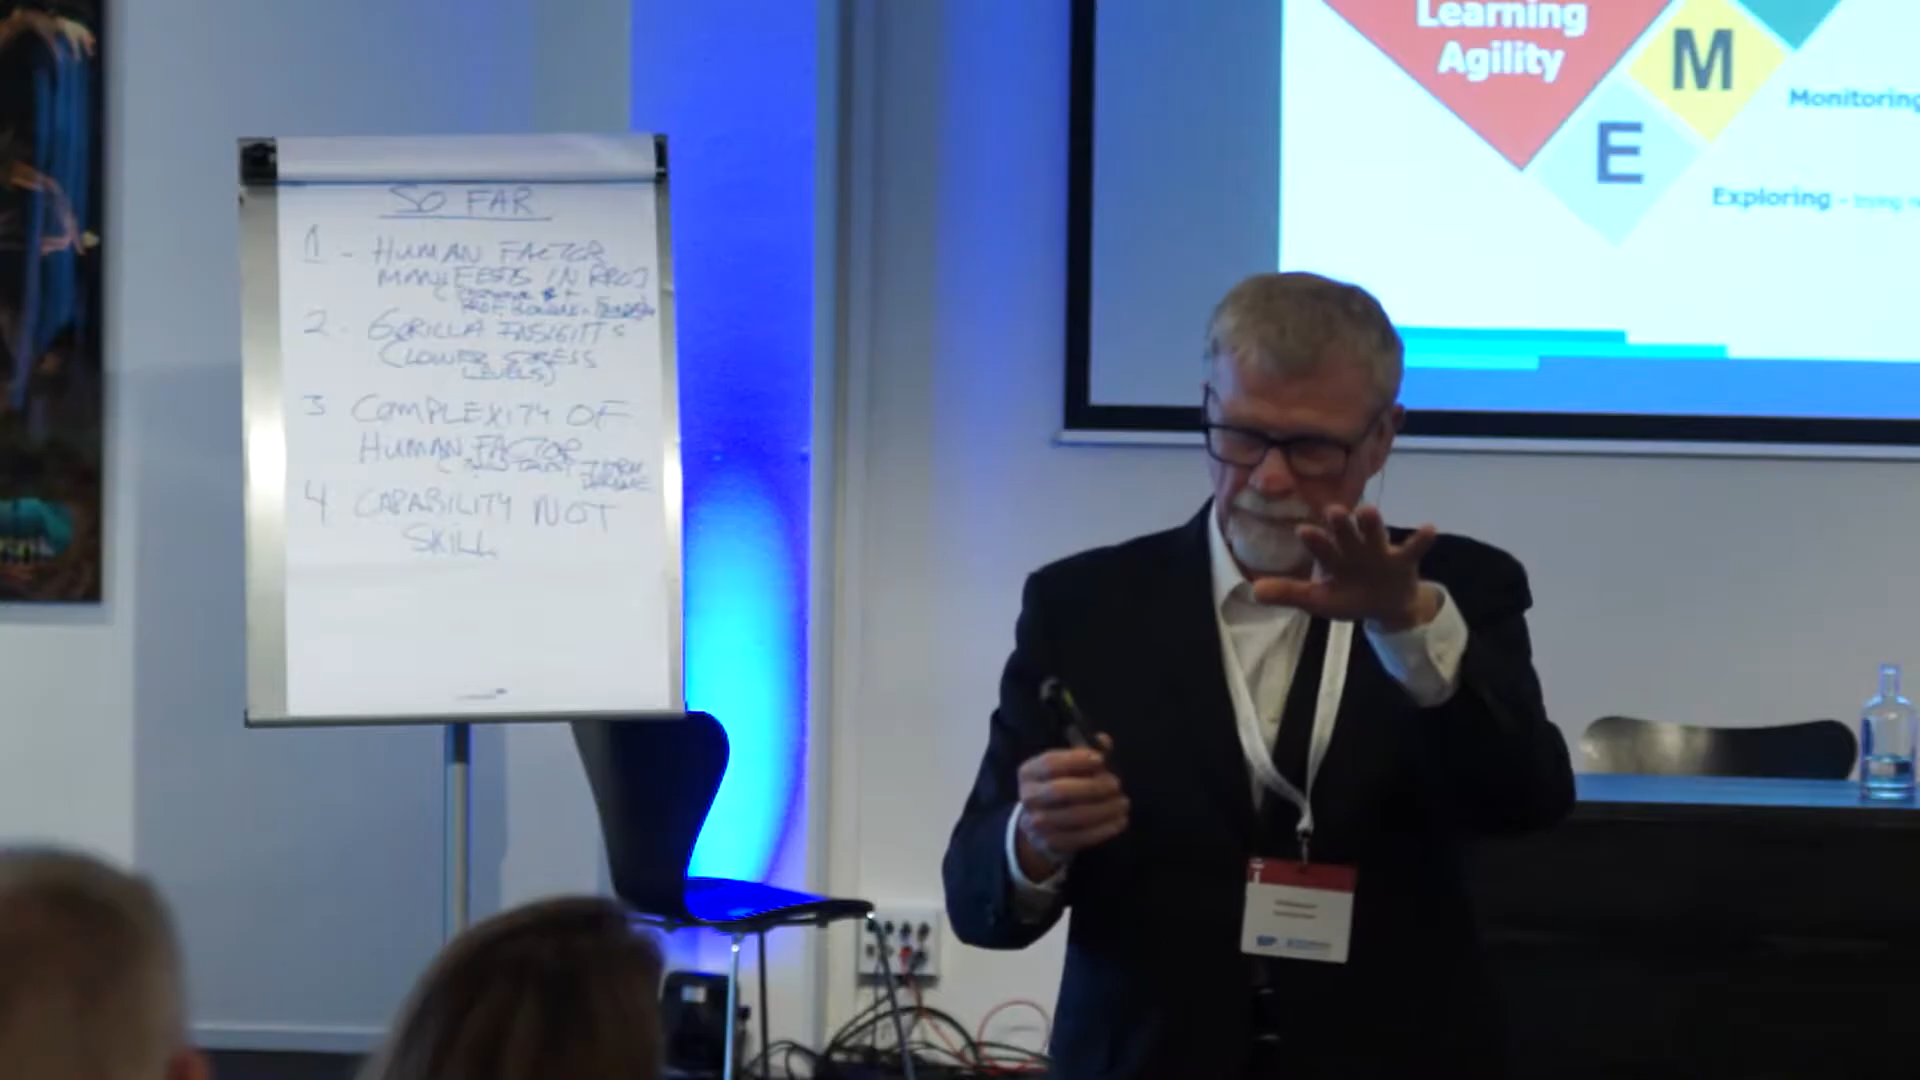 SO FAR
1 - HUMAN FACTOR
MANIFESTS IN PROJ
2 - GORILLA INSIGHTS
(LOWER STRESS
LEVELS)
3 COMPLEXITY OF
HUMAN FACTOR
4 CAPABILITY NOT
SKILL
Learning
Agility
M
Monitoring
E
Exploring -